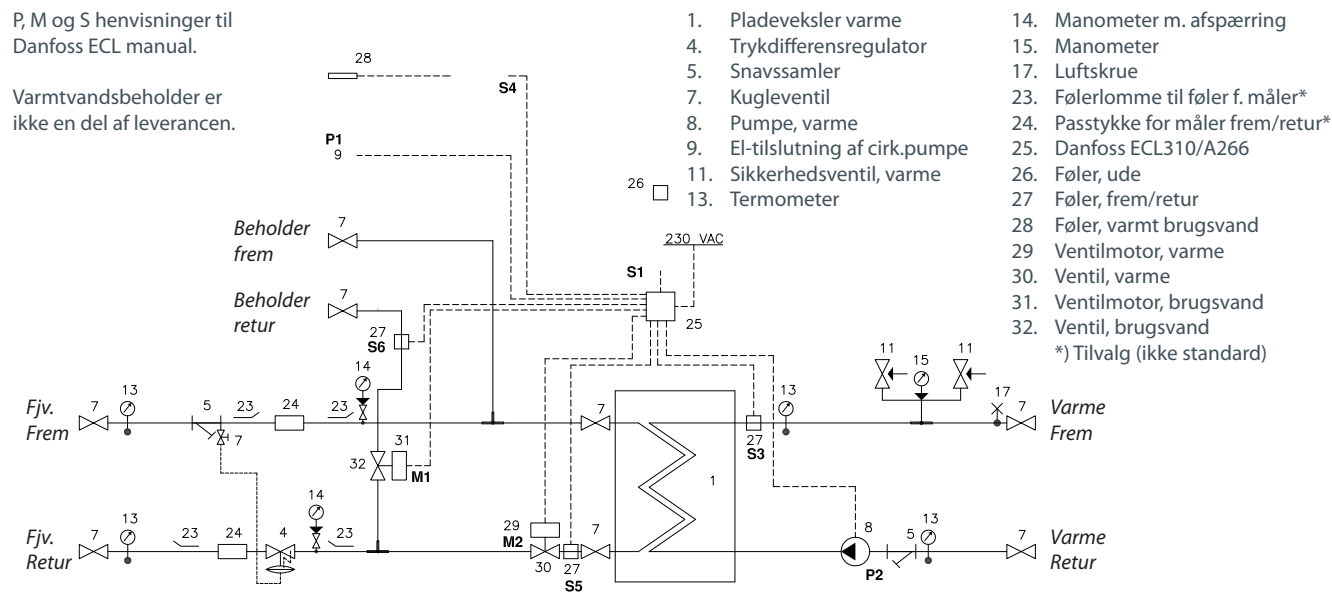 P, M og S henvisninger til
Danfoss ECL manual.
Varmtvandsbeholder er
ikke en del af leverancen.
1. Pladeveksler varme
4. Trykdifferensregulator
5. Snavssamler
7. Kugleventil
8. Pumpe, varme
9. El-tilslutning af cirk.pumpe
11. Sikkerhedsventil, varme
13. Termometer
14. Manometer m. afspærring
15. Manometer
17. Luftskrue
23. Følerlomme til føler f. måler*
24. Passtykke for måler frem/retur*
25. Danfoss ECL310/A266
26. Føler, ude
27 Føler, frem/retur
28 Føler, varmt brugsvand
29 Ventilmotor, varme
30. Ventil, varme
31. Ventilmotor, brugsvand
32. Ventil, brugsvand
*) Tilvalg (ikke standard)
28
S4
P1
9
26
Beholder
frem
7
230 VAC
S1
Beholder
retur
7
25
27
S6
14
11
15
11
Fjv.
Frem
7
13
5
23
24
23
7
7
13
27
S3
17
7
Varme
Frem
31
32
M1
1
Fjv.
Retur
7
13
23
24
4
14
23
29
M2
30
27
S5
7
8
P2
5
13
7
Varme
Retur